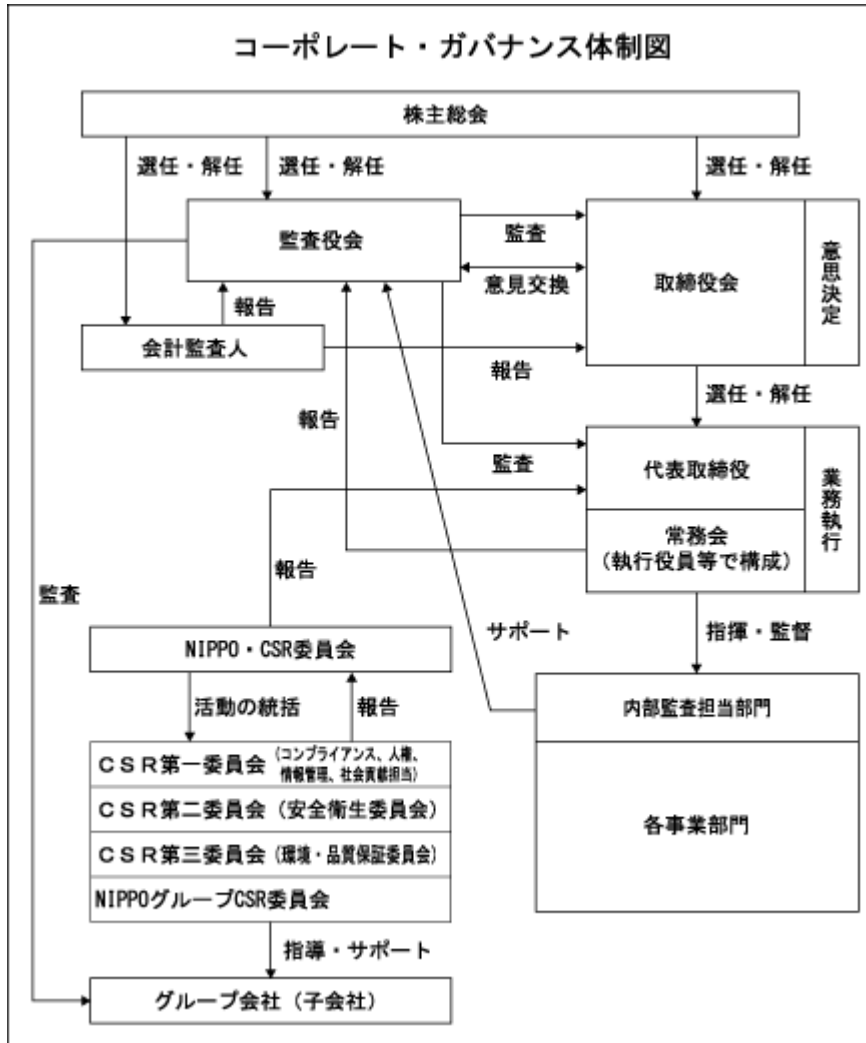 コーポレート・ガバナンス体制図
株主総会
選任・解任
選任・解任
選任・解任
監査役会
監査
意見交換
取締役会
意思決定
報告
会計監査人
報告
選任・解任
報告
監査
代表取締役
業務執行
常務会
(執行役員等で構成)
報告
監査
サポート
指揮・監督
NIPPO・CSR委員会
活動の統括
報告
内部監査担当部門
CSR第一委員会(コンプライアンス、人権、
情報管理、社会貢献担当)
CSR第二委員会(安全衛生委員会)
CSR第三委員会(環境・品質保証委員会)
NIPPOグループCSR委員会
各事業部門
指導・サポート
グループ会社(子会社)